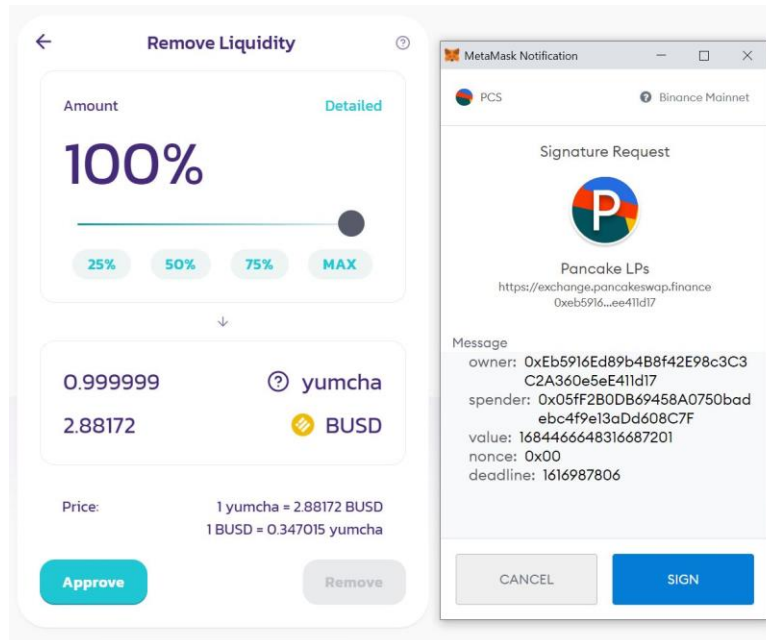 Remove Liquidity
Amount
Detailed
100%
25%
50%
75%
MAX
0.999999
yumcha
2.88172
BUSD
Price:
1 yumcha = 2.88172 BUSD
1 BUSD = 0.347015 yumcha
Approve
Remove
MetaMask Notification
PCS
Binance Mainnet
Signature Request
P
Pancake LPs
https://exchange.pancakeswap.finance
0xeb5916...ee411d17
Message
owner: 0xEb5916Ed89b4B8f42E98c3C3
C2A360e5eE411d17
spender: 0x05fF2B0DB69458A0750bad
ebc4f9e13aDd608C7F
value: 1684466648316687201
nonce: 0x00
deadline: 1616987806
CANCEL
SIGN